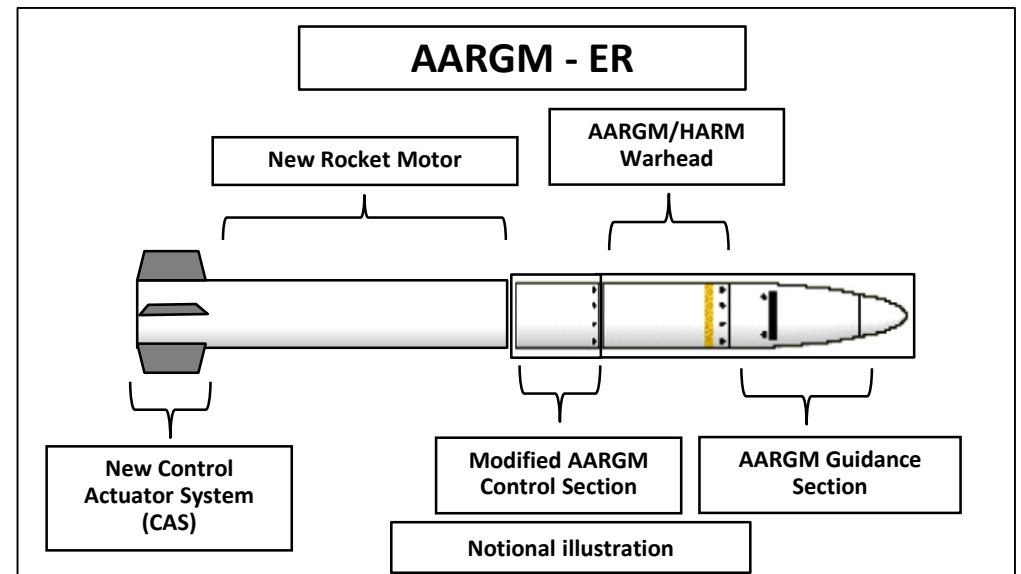 AARGM - ER
New Rocket Motor
AARGM/HARM
Warhead
New Control
Actuator System
(CAS)
Modified AARGM
Control Section
AARGM Guidance
Section
Notional illustration